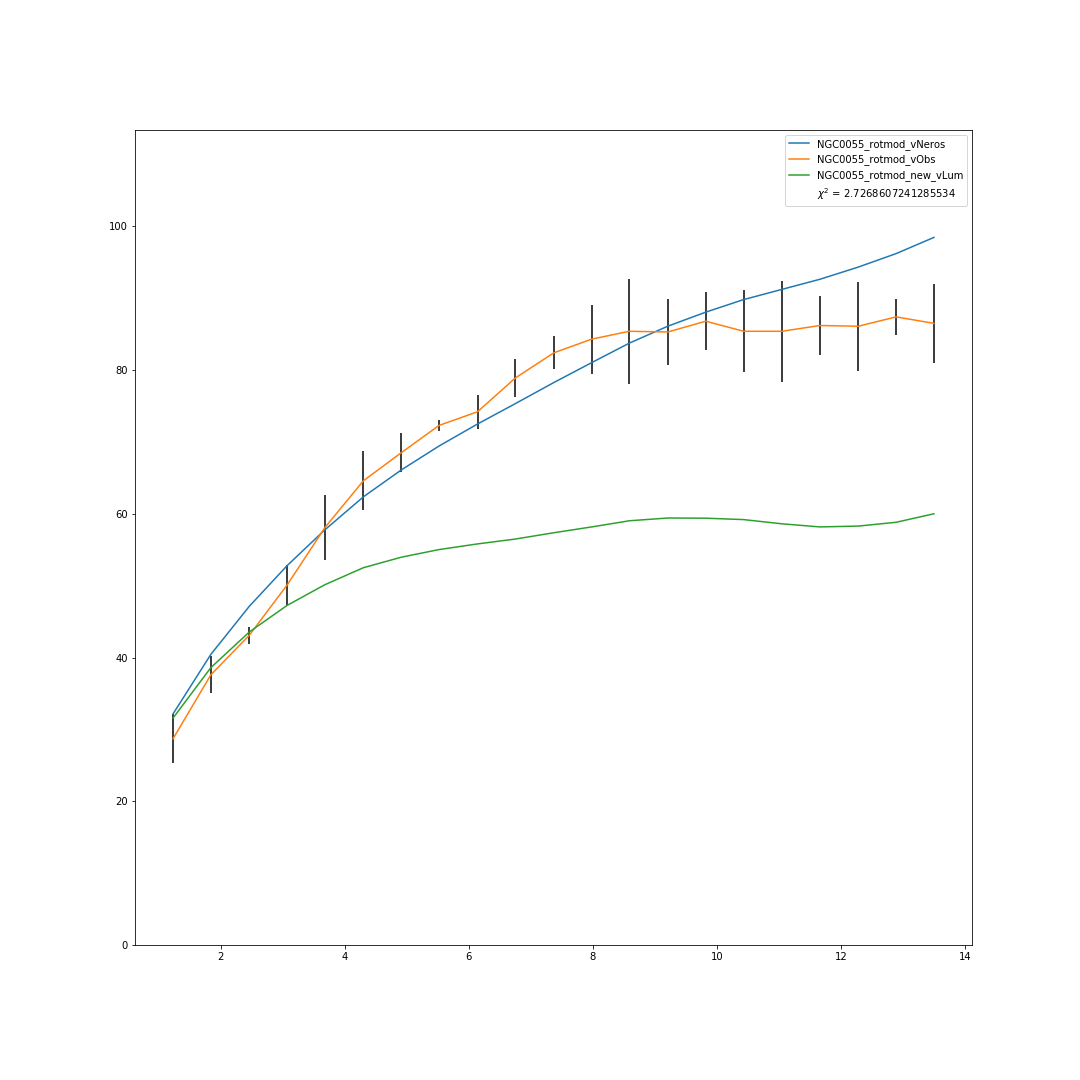 NGC0055_rotmod_vNeros
NGC0055_rotmod_vObs
NGC0055_rotmod_new_vLum
χ² = 2.7268607241285534
100
80
60
40
20
0
2 4 6 8 10 12 14